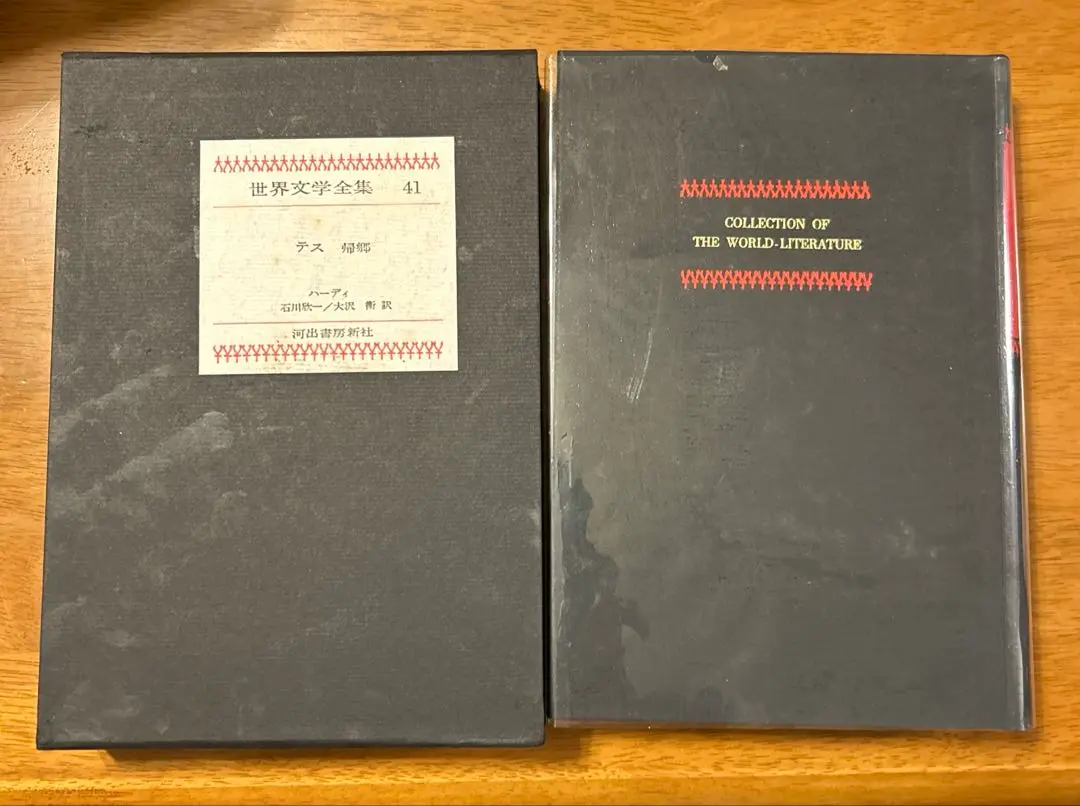 世界文学全集 41
テス 帰郷
ハーディ
石川欣一／大沢 衛 訳
河出書房新社
COLLECTION OF
THE WORLD-LITERATURE